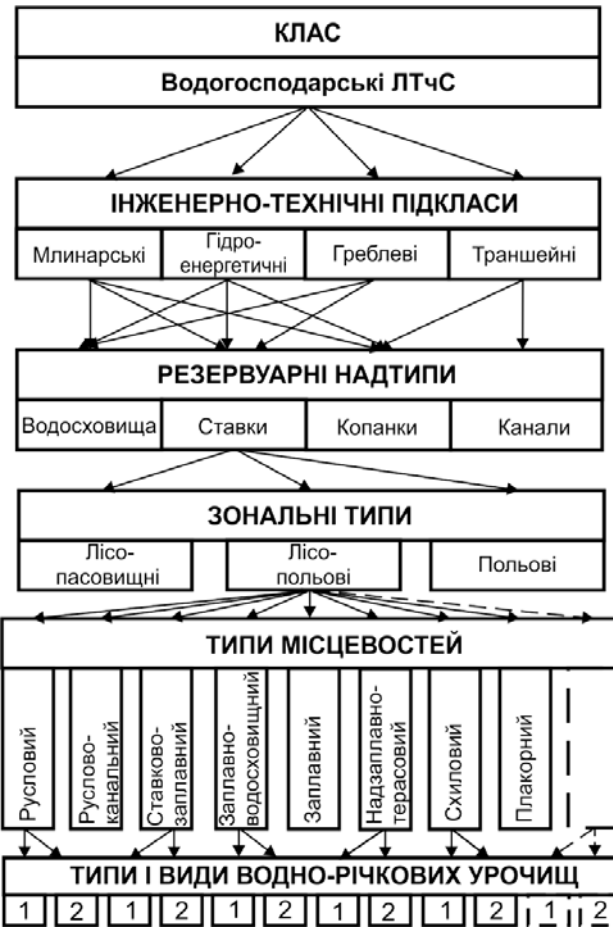 КЛАС
Водогосподарські ЛТчС
ІНЖЕНЕРНО-ТЕХНІЧНІ ПІДКЛАСИ
Млинарські
Гідро-
енергетичні
Греблеві
Траншейні
РЕЗЕРВУАРНІ НАДТИПИ
Водосховища
Ставки
Копанки
Канали
ЗОНАЛЬНІ ТИПИ
Лісо-
пасовищні
Лісо-
польові
Польові
ТИПИ МІСЦЕВОСТЕЙ
Русловий
Руслово-
канальний
Ставково-
заплавний
Заплавно-
водосховищний
Заплавний
Надзаплавно-
терасовий
Схиловий
Плакорний
ТИПИ І ВИДИ ВОДНО-РІЧКОВИХ УРОЧИЩ
1 2 1 2 1 2 1 2 1 2 1 2